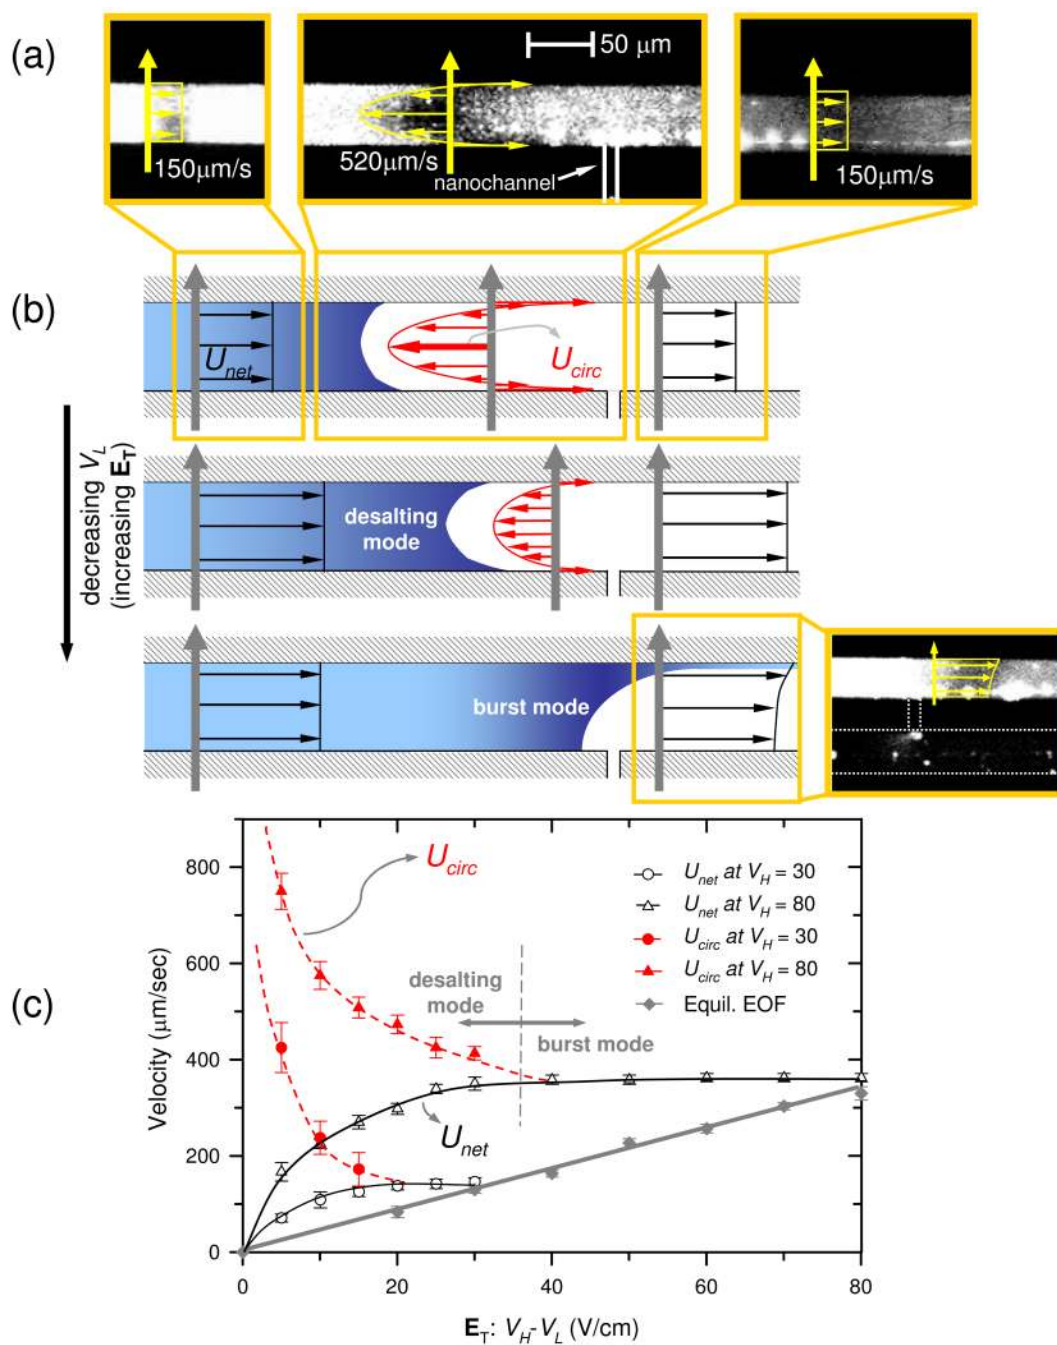 (a)
50 μm
150μm/s
520μm/s
nanochannel
150μm/s
(b)
U_net
U_circ
decreasing V_L
(increasing E_T)
desalting
mode
burst mode
(c)
Velocity (μm/sec)
800
600
400
200
0
U_circ
desalting
mode
burst mode
U_net
U_net at V_H = 30
U_net at V_H = 80
U_circ at V_H = 30
U_circ at V_H = 80
Equil. EOF
0
20
40
60
80
E_T: V_H-V_L (V/cm)